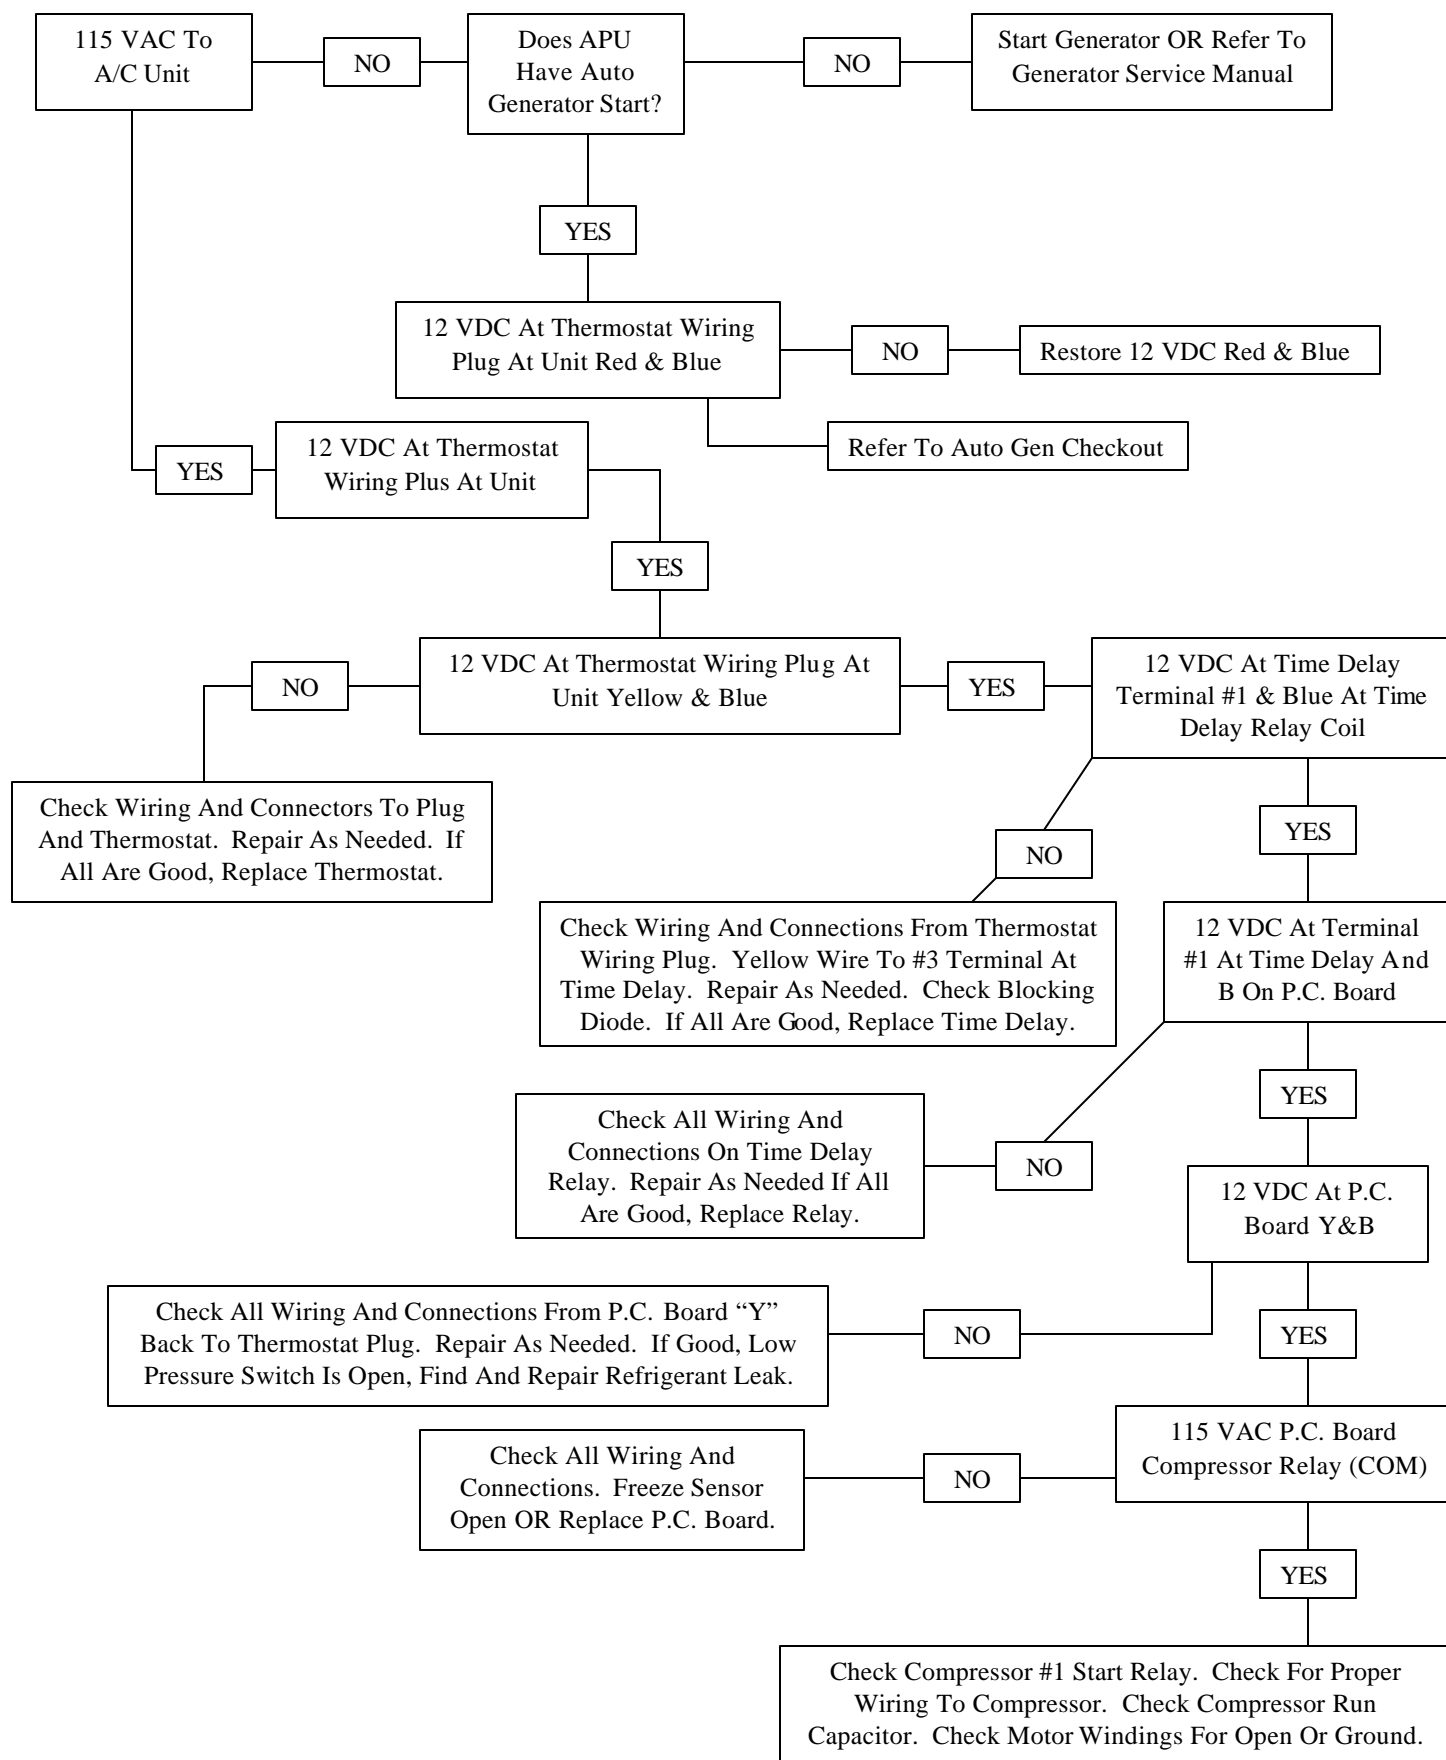 115 VAC To
A/C Unit
NO
Does APU
Have Auto
Generator Start?
NO
Start Generator OR Refer To
Generator Service Manual
YES
12 VDC At Thermostat Wiring
Plug At Unit Red & Blue
NO
Restore 12 VDC Red & Blue
Refer To Auto Gen Checkout
YES
12 VDC At Thermostat
Wiring Plus At Unit
YES
NO
12 VDC At Thermostat Wiring Plug At
Unit Yellow & Blue
YES
12 VDC At Time Delay
Terminal #1 & Blue At Time
Delay Relay Coil
Check Wiring And Connectors To Plug
And Thermostat. Repair As Needed. If
All Are Good, Replace Thermostat.
NO
YES
Check Wiring And Connections From Thermostat
Wiring Plug. Yellow Wire To #3 Terminal At
Time Delay. Repair As Needed. Check Blocking
Diode. If All Are Good, Replace Time Delay.
12 VDC At Terminal
#1 At Time Delay And
B On P.C. Board
YES
Check All Wiring And
Connections On Time Delay
Relay. Repair As Needed If All
Are Good, Replace Relay.
NO
12 VDC At P.C.
Board Y&B
Check All Wiring And Connections From P.C. Board “Y”
Back To Thermostat Plug. Repair As Needed. If Good, Low
Pressure Switch Is Open, Find And Repair Refrigerant Leak.
NO
YES
Check All Wiring And
Connections. Freeze Sensor
Open OR Replace P.C. Board.
NO
115 VAC P.C. Board
Compressor Relay (COM)
YES
Check Compressor #1 Start Relay. Check For Proper
Wiring To Compressor. Check Compressor Run
Capacitor. Check Motor Windings For Open Or Ground.